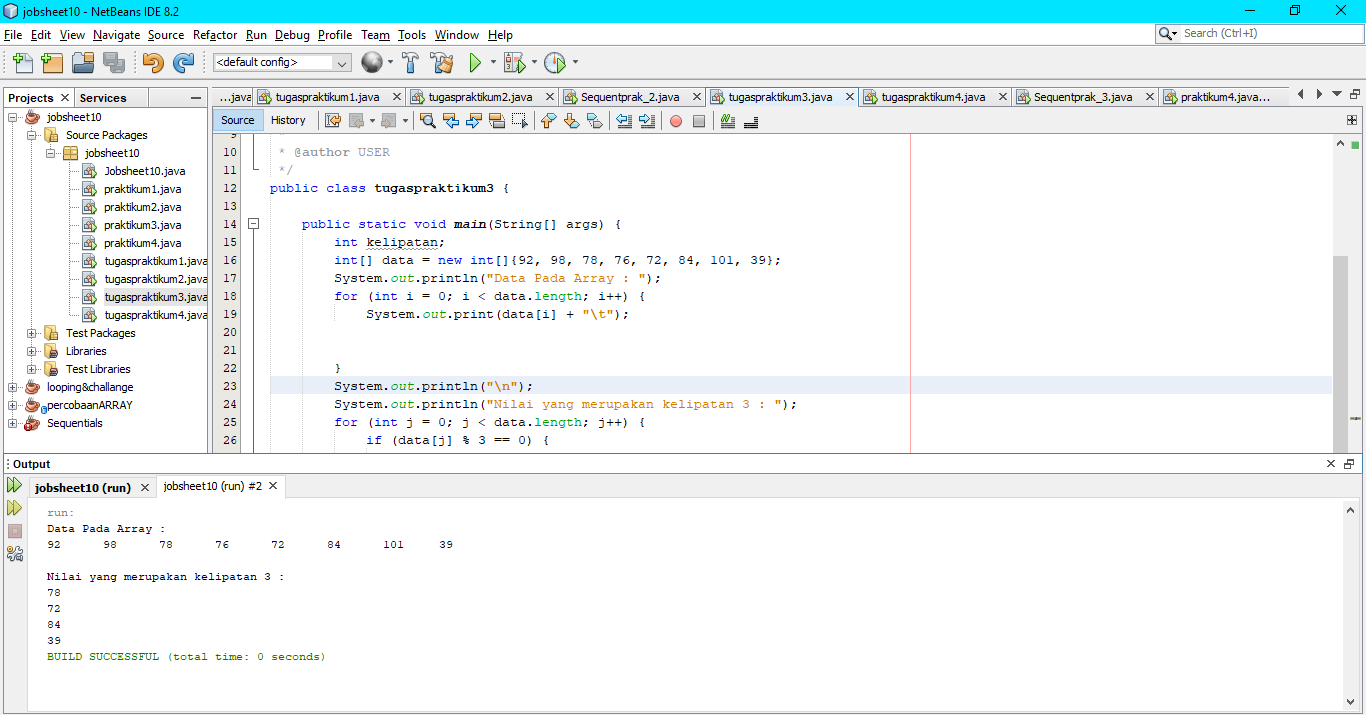 jobsheet10 - NetBeans IDE 8.2
File Edit View Navigate Source Refactor Run Debug Profile Team Tools Window Help
Search (Ctrl+I)
<default config>
Projects Services
...java tugaspraktikum1.java tugaspraktikum2.java Sequentprak_2.java tugaspraktikum3.java tugaspraktikum4.java Sequentprak_3.java praktikum4.java...
Source History
jobsheet10
Source Packages
jobsheet10
Jobsheet10.java
praktikum1.java
praktikum2.java
praktikum3.java
praktikum4.java
tugaspraktikum1.java
tugaspraktikum2.java
tugaspraktikum3.java
tugaspraktikum4.java
Test Packages
Libraries
Test Libraries
looping&challange
percobaanARRAY
Sequentials
9 *
10 * @author USER
11 */
12 public class tugaspraktikum3 {
13
14 public static void main(String[] args) {
15 int kelipatan;
16 int[] data = new int[]{92, 98, 78, 76, 72, 84, 101, 39};
17 System.out.println("Data Pada Array : ");
18 for (int i = 0; i < data.length; i++) {
19 System.out.print(data[i] + "\t");
20
21
22 }
23 System.out.println("\n");
24 System.out.println("Nilai yang merupakan kelipatan 3 : ");
25 for (int j = 0; j < data.length; j++) {
26 if (data[j] % 3 == 0) {
Output
jobsheet10 (run) jobsheet10 (run) #2
run:
Data Pada Array :
92 98 78 76 72 84 101 39
Nilai yang merupakan kelipatan 3 :
78
72
84
39
BUILD SUCCESSFUL (total time: 0 seconds)